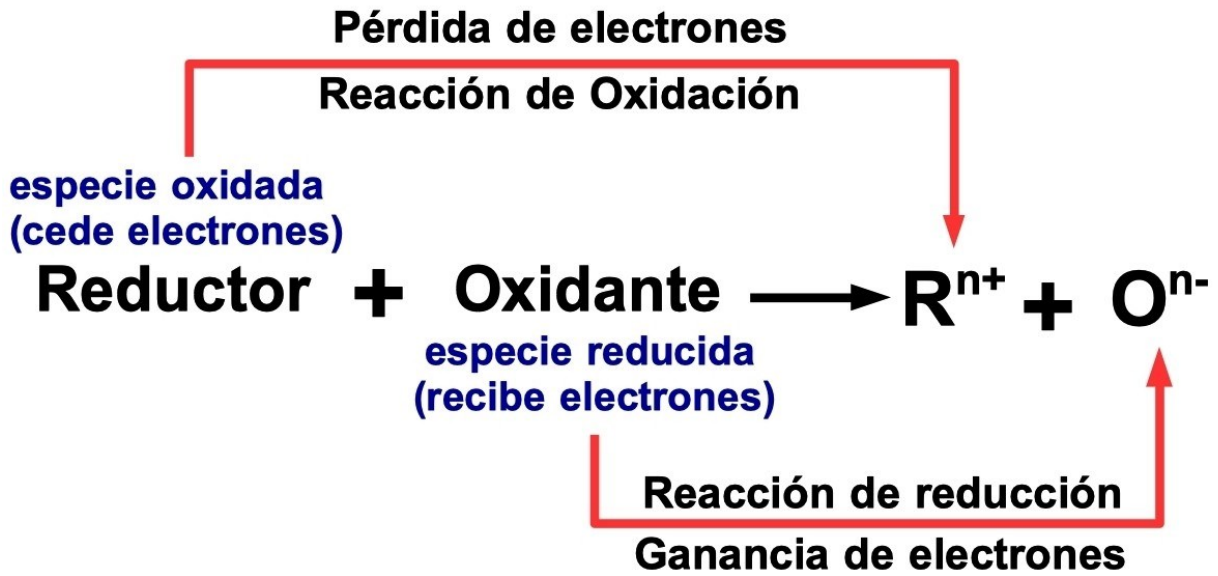 Pérdida de electrones
Reacción de Oxidación
especie oxidada
(cede electrones)
Reductor + Oxidante → Rⁿ⁺ + Oⁿ⁻
especie reducida
(recibe electrones)
Reacción de reducción
Ganancia de electrones